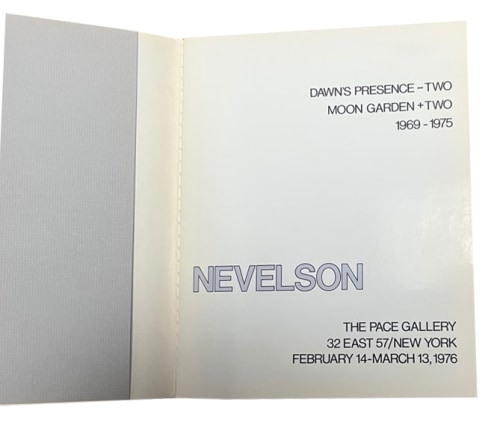 DAWN'S PRESENCE - TWO
MOON GARDEN + TWO
1969 - 1975
NEVELSON
THE PACE GALLERY
32 EAST 57/NEW YORK
FEBRUARY 14-MARCH 13, 1976